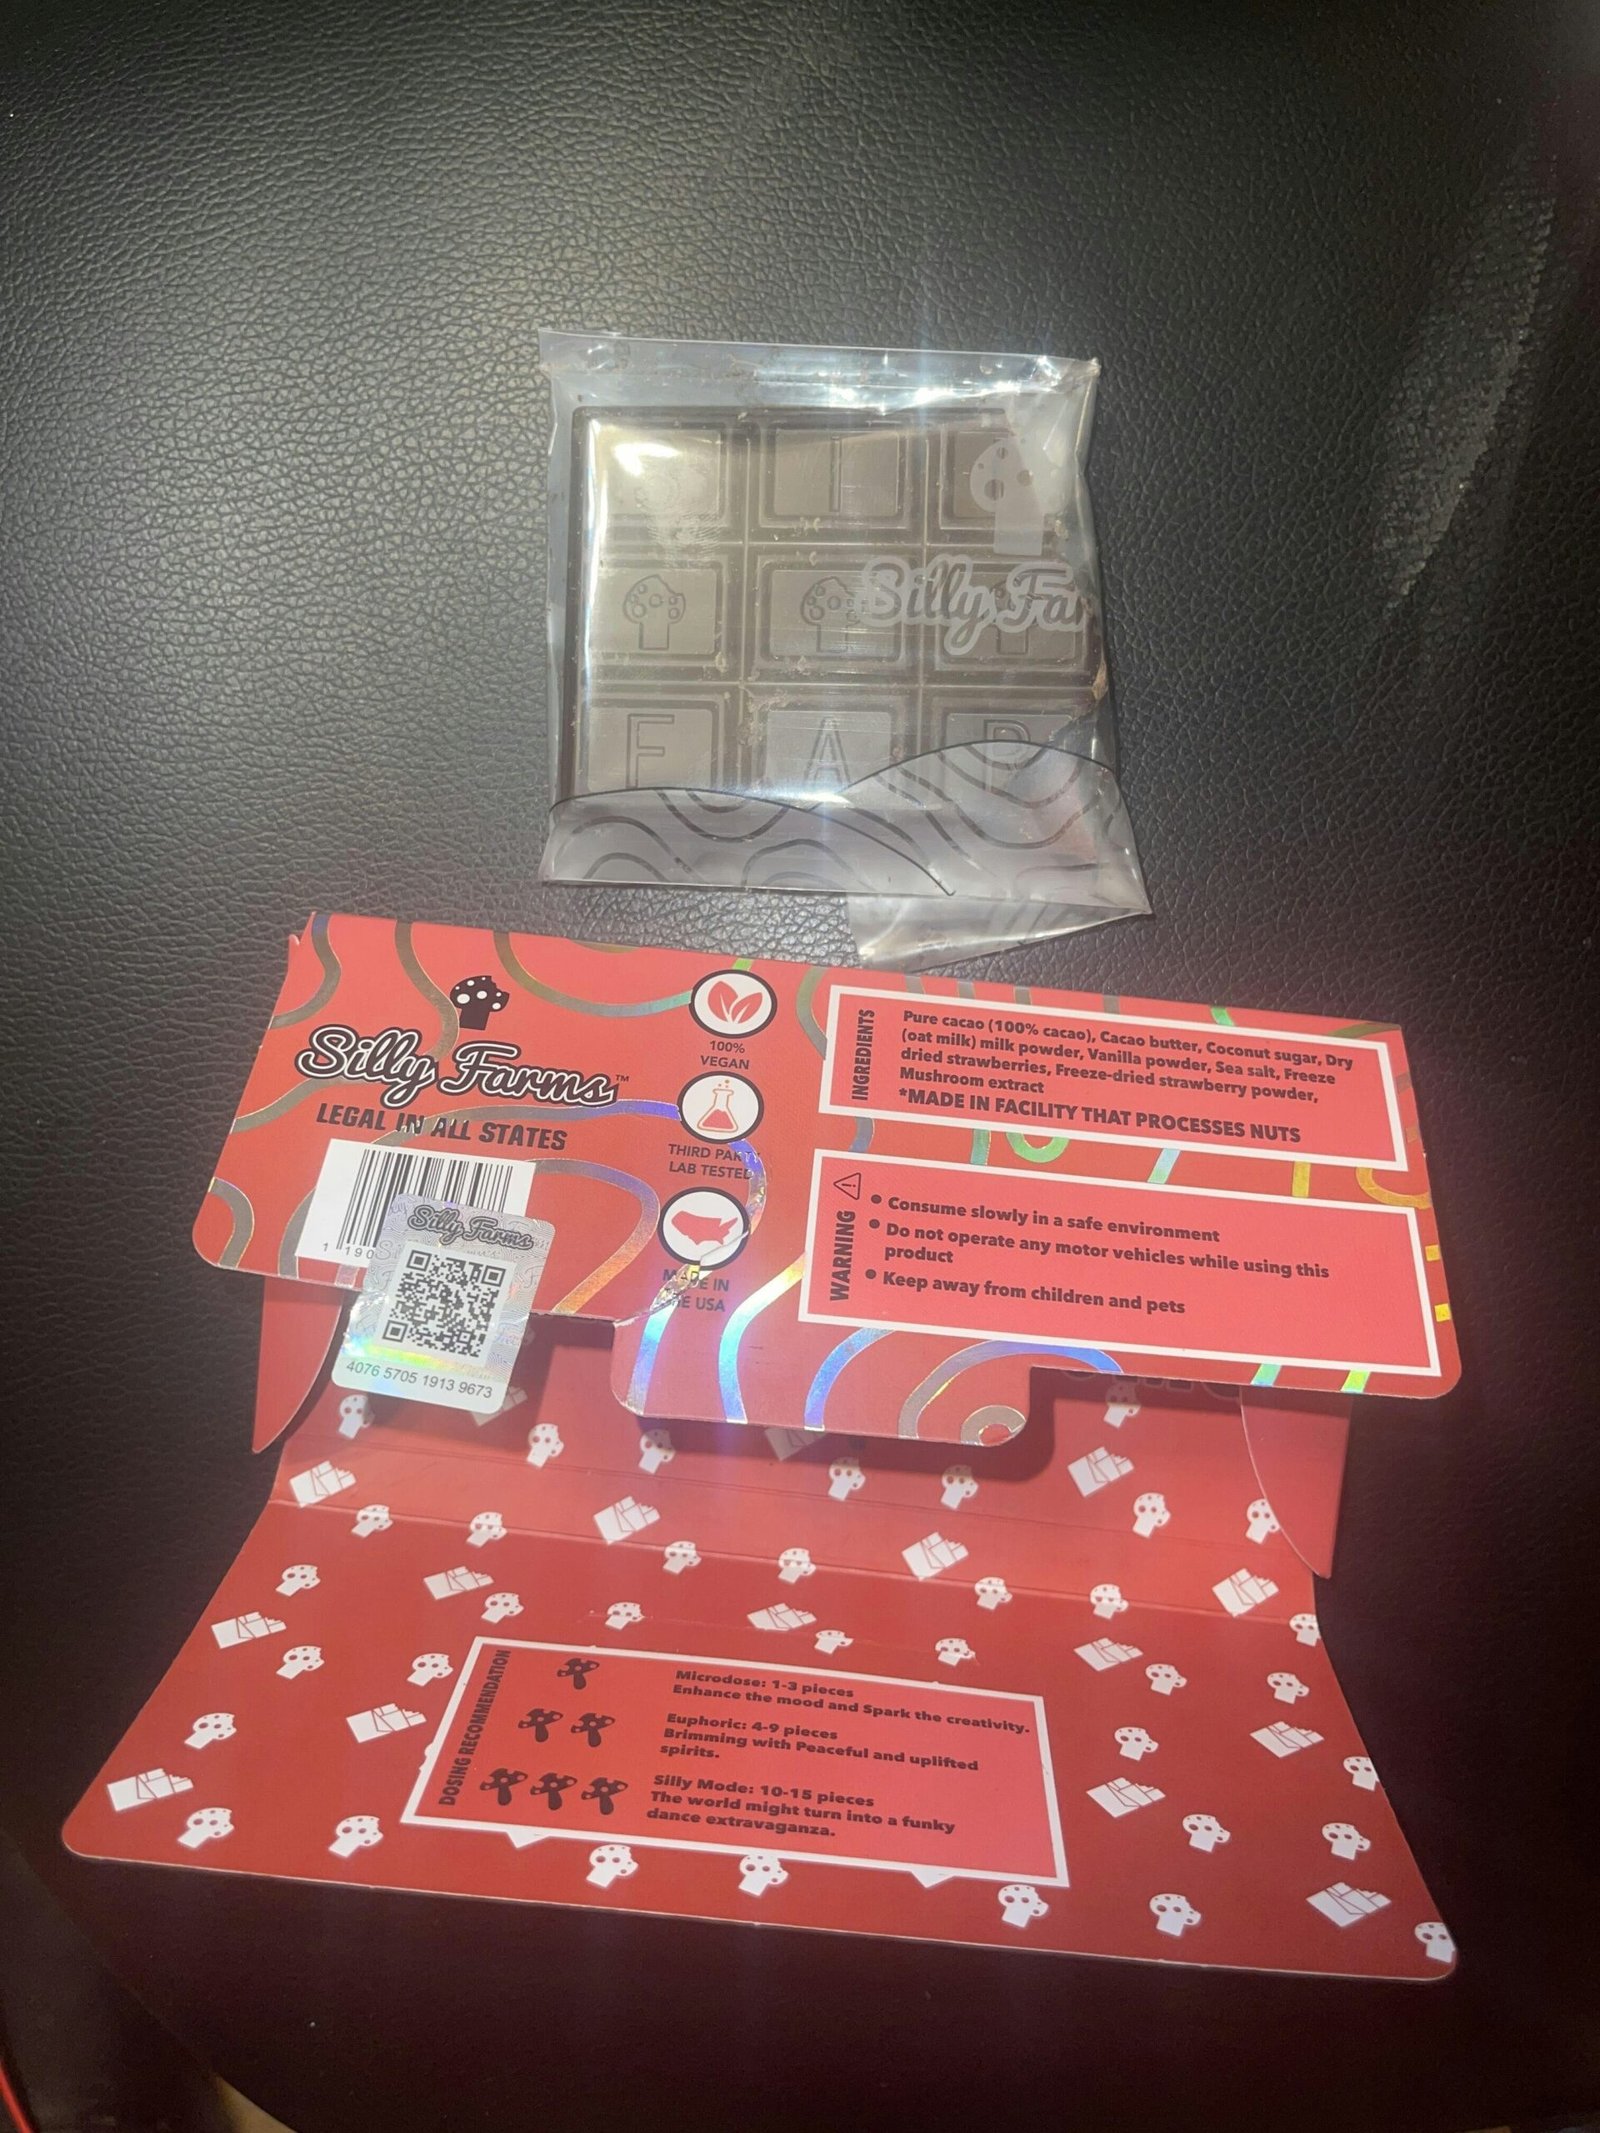 I
Silly Fa
F A R
Silly Farms™
LEGAL IN ALL STATES
1 190
Silly Farms
4076 5705 1913 9673
100%
VEGAN
THIRD PARTY
LAB TESTED
MADE IN
THE USA
INGREDIENTS
Pure cacao (100% cacao), Cacao butter, Coconut sugar, Dry
(oat milk) milk powder, Vanilla powder, Sea salt, Freeze
dried strawberries, Freeze-dried strawberry powder,
Mushroom extract
*MADE IN FACILITY THAT PROCESSES NUTS
WARNING
• Consume slowly in a safe environment
• Do not operate any motor vehicles while using this
product
• Keep away from children and pets
DOSING RECOMMENDATION
Microdose: 1-3 pieces
Enhance the mood and Spark the creativity.
Euphoric: 4-9 pieces
Brimming with Peaceful and uplifted
spirits.
Silly Mode: 10-15 pieces
The world might turn into a funky
dance extravaganza.